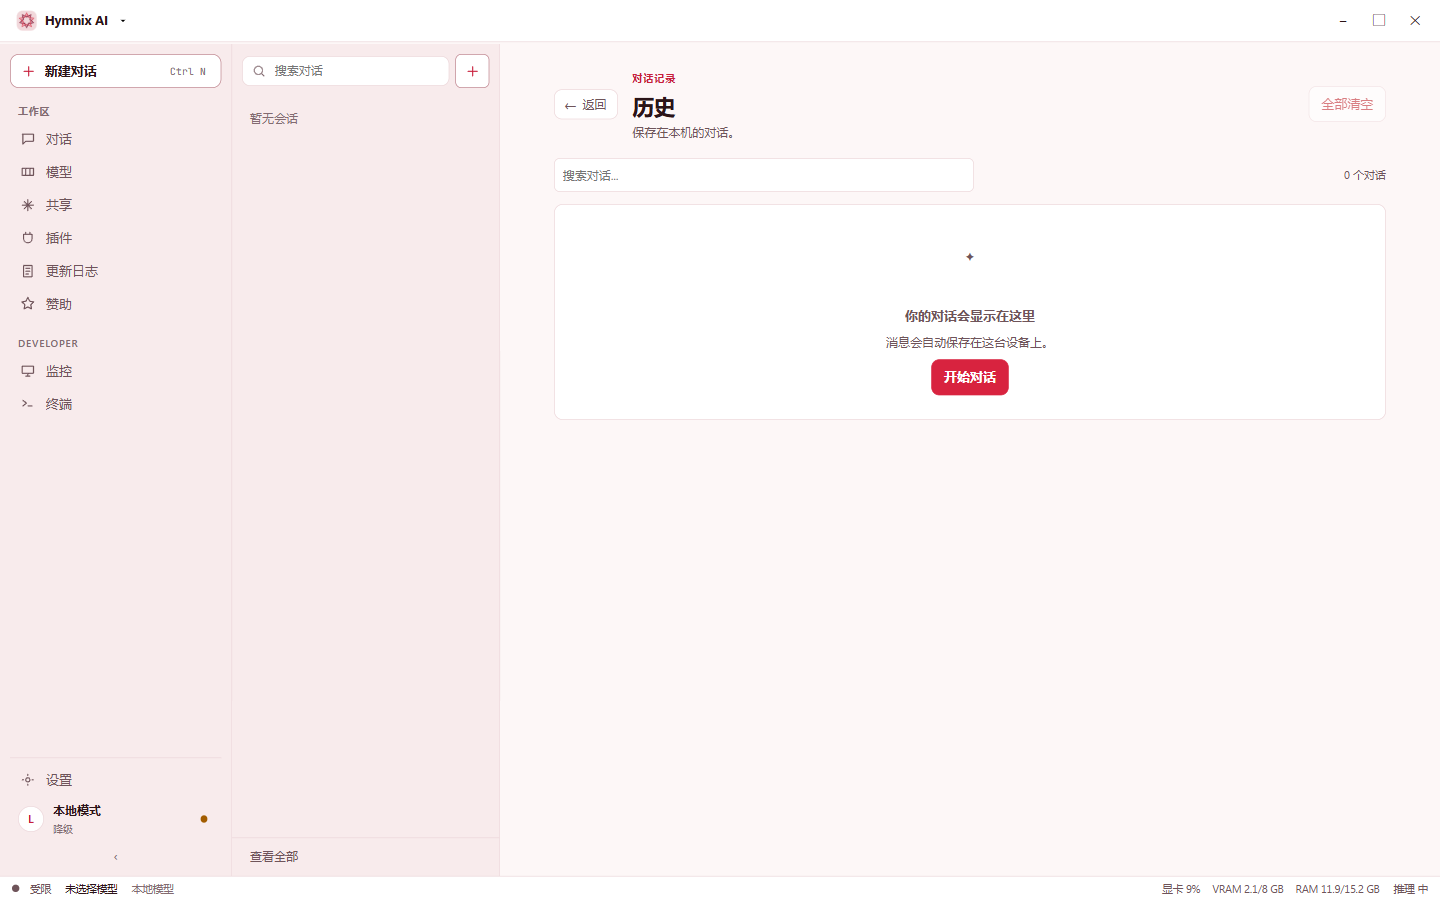 Hymnix AI
新建对话 Ctrl N
工作区
对话
模型
共享
插件
更新日志
赞助
DEVELOPER
监控
终端
设置
L
本地模式
降级
搜索对话
暂无会话
查看全部
← 返回
对话记录
历史
保存在本机的对话。
全部清空
搜索对话...
0 个对话
你的对话会显示在这里
消息会自动保存在这台设备上。
开始对话
受限 未选择模型 本地模型
显卡 9% VRAM 2.1/8 GB RAM 11.9/15.2 GB 推理 中